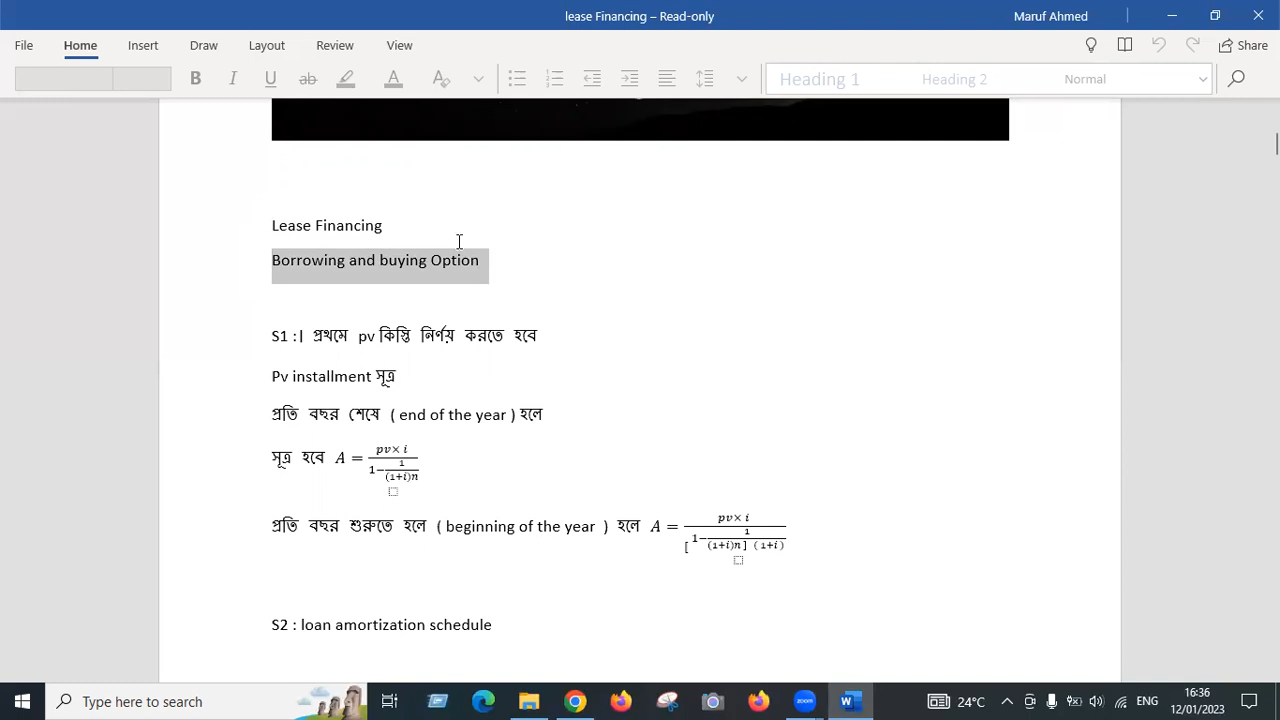 lease Financing – Read-only
Maruf Ahmed
File Home Insert Draw Layout Review View
Share
B I U ab A
Heading 1 Heading 2 Normal
Lease Financing
Borrowing and buying Option
S1 :| প্রথমে pv কিস্তি নির্ণয় করতে হবে
Pv installment সূত্র
প্রতি বছর শেষে ( end of the year ) হলে
সূত্র হবে A = pv×i / 1−1/(1+i)n
প্রতি বছর শুরুতে হলে ( beginning of the year ) হলে A = pv×i / [1−1/(1+i)n] (1+i)
S2 : loan amortization schedule
Type here to search
24°C
ENG
16:36
12/01/2023